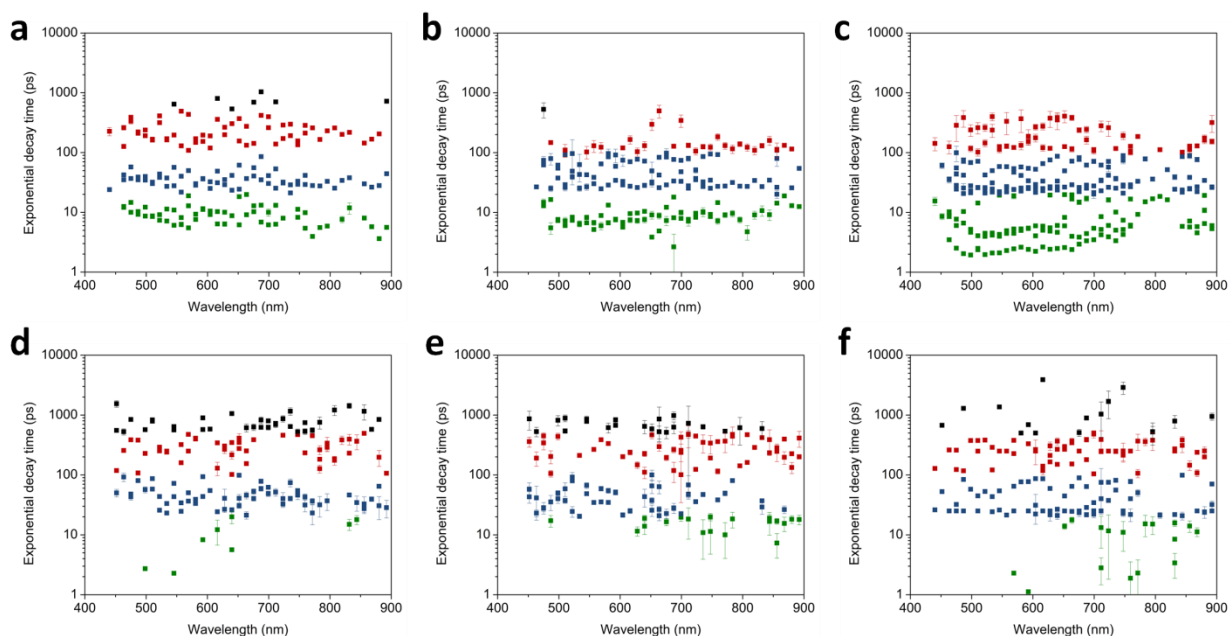 a b c
Exponential decay time (ps) Exponential decay time (ps) Exponential decay time (ps)
10000 10000 10000
1000 1000 1000
100 100 100
10 10 10
1 1 1
400 500 600 700 800 900 400 500 600 700 800 900 400 500 600 700 800 900
Wavelength (nm) Wavelength (nm) Wavelength (nm)
d e f
Exponential decay time (ps) Exponential decay time (ps) Exponential decay time (ps)
10000 10000 10000
1000 1000 1000
100 100 100
10 10 10
1 1 1
400 500 600 700 800 900 400 500 600 700 800 900 400 500 600 700 800 900
Wavelength (nm) Wavelength (nm) Wavelength (nm)